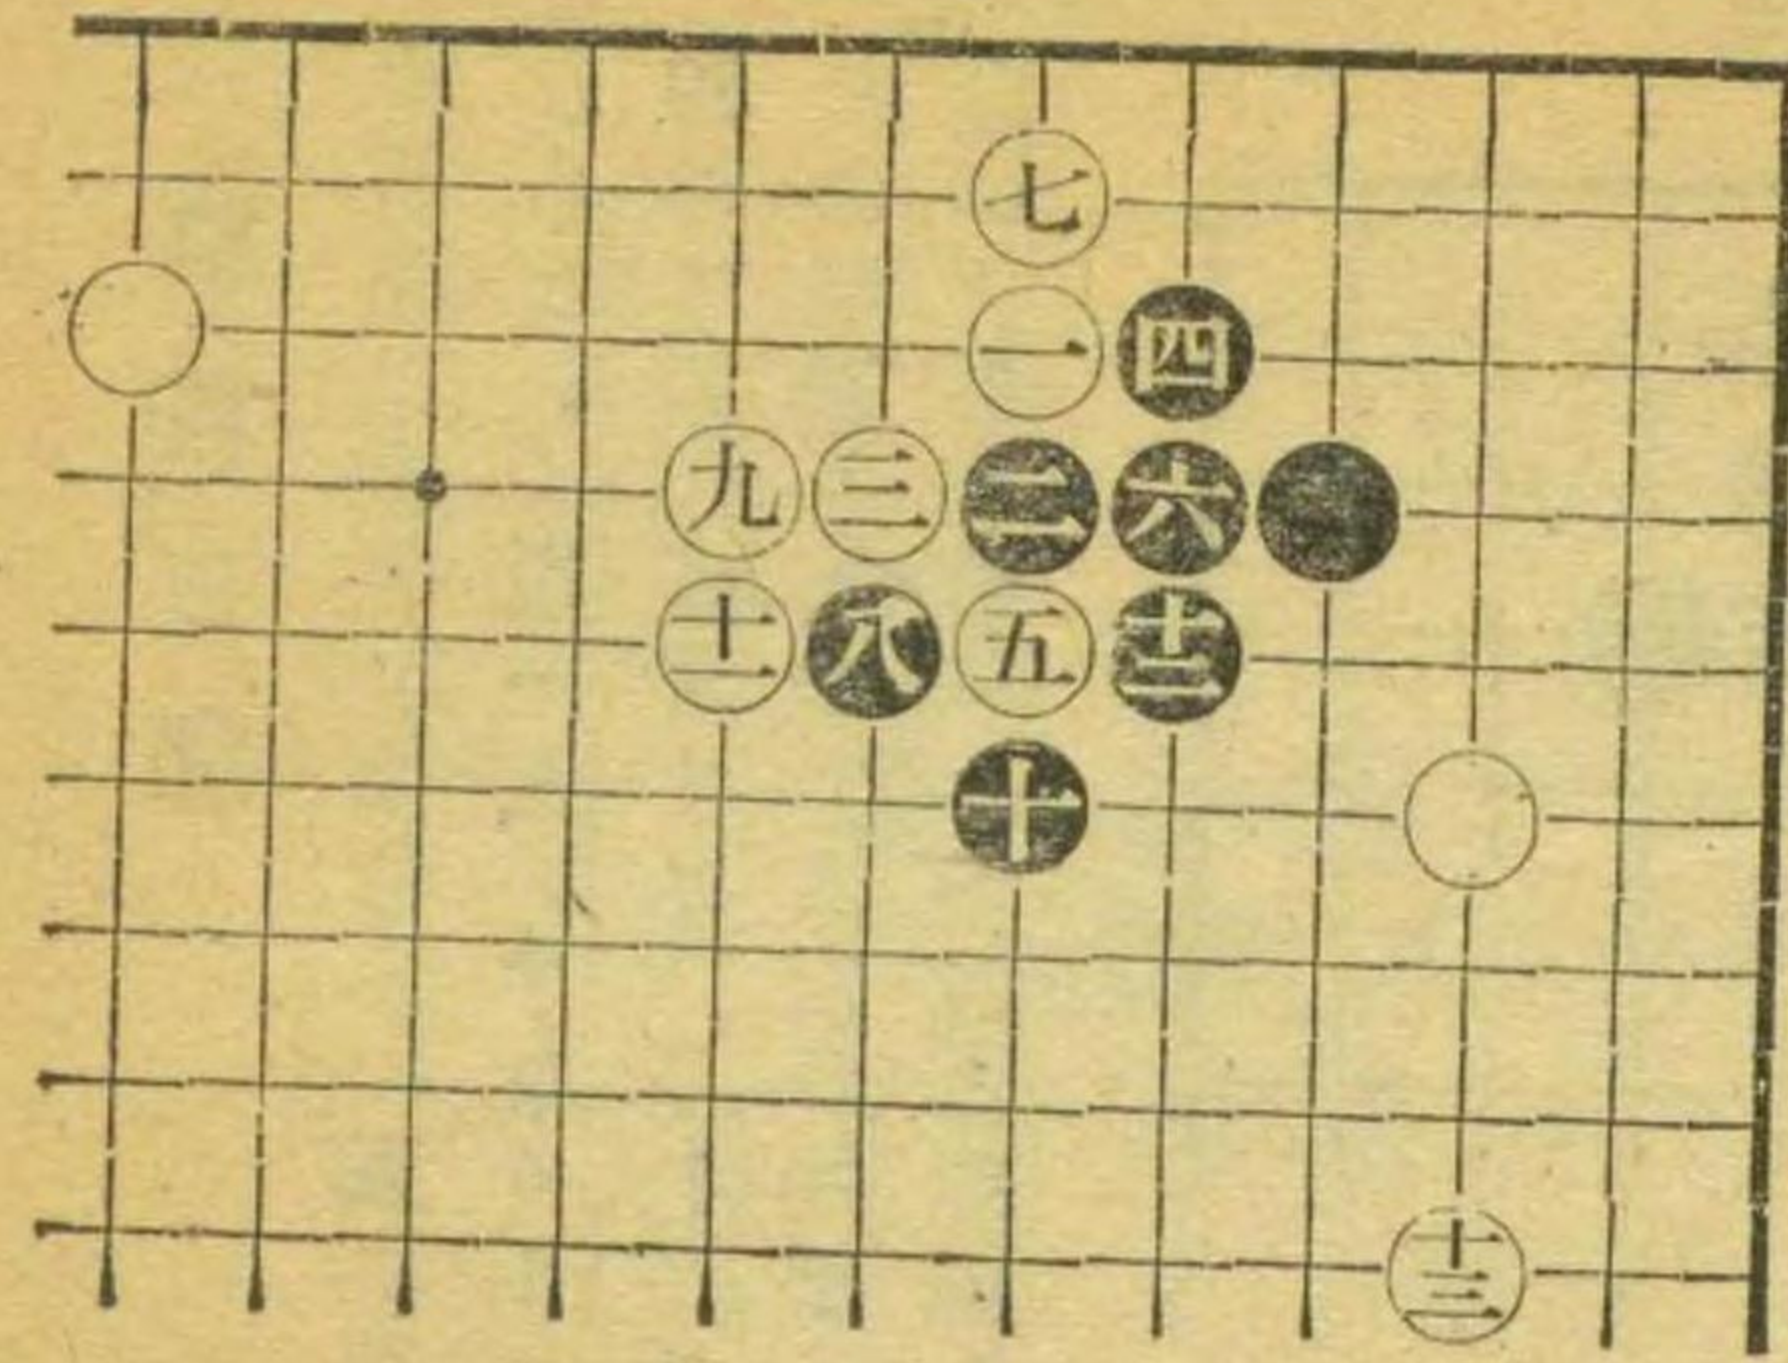 七
一 四
九 三 二 六
十一 八 五 十二
十
十三